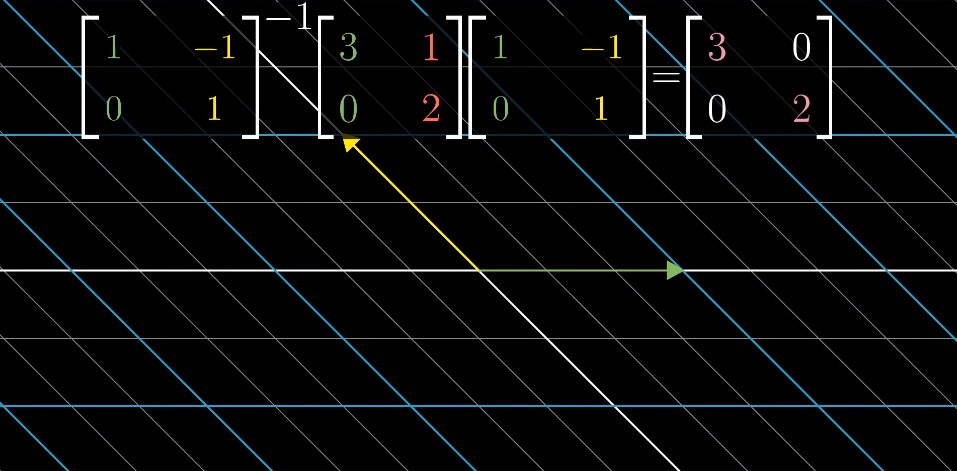 [1 −1]⁻¹ [3 1] [1 −1] = [3 0]
[0 1] [0 2] [0 1] [0 2]